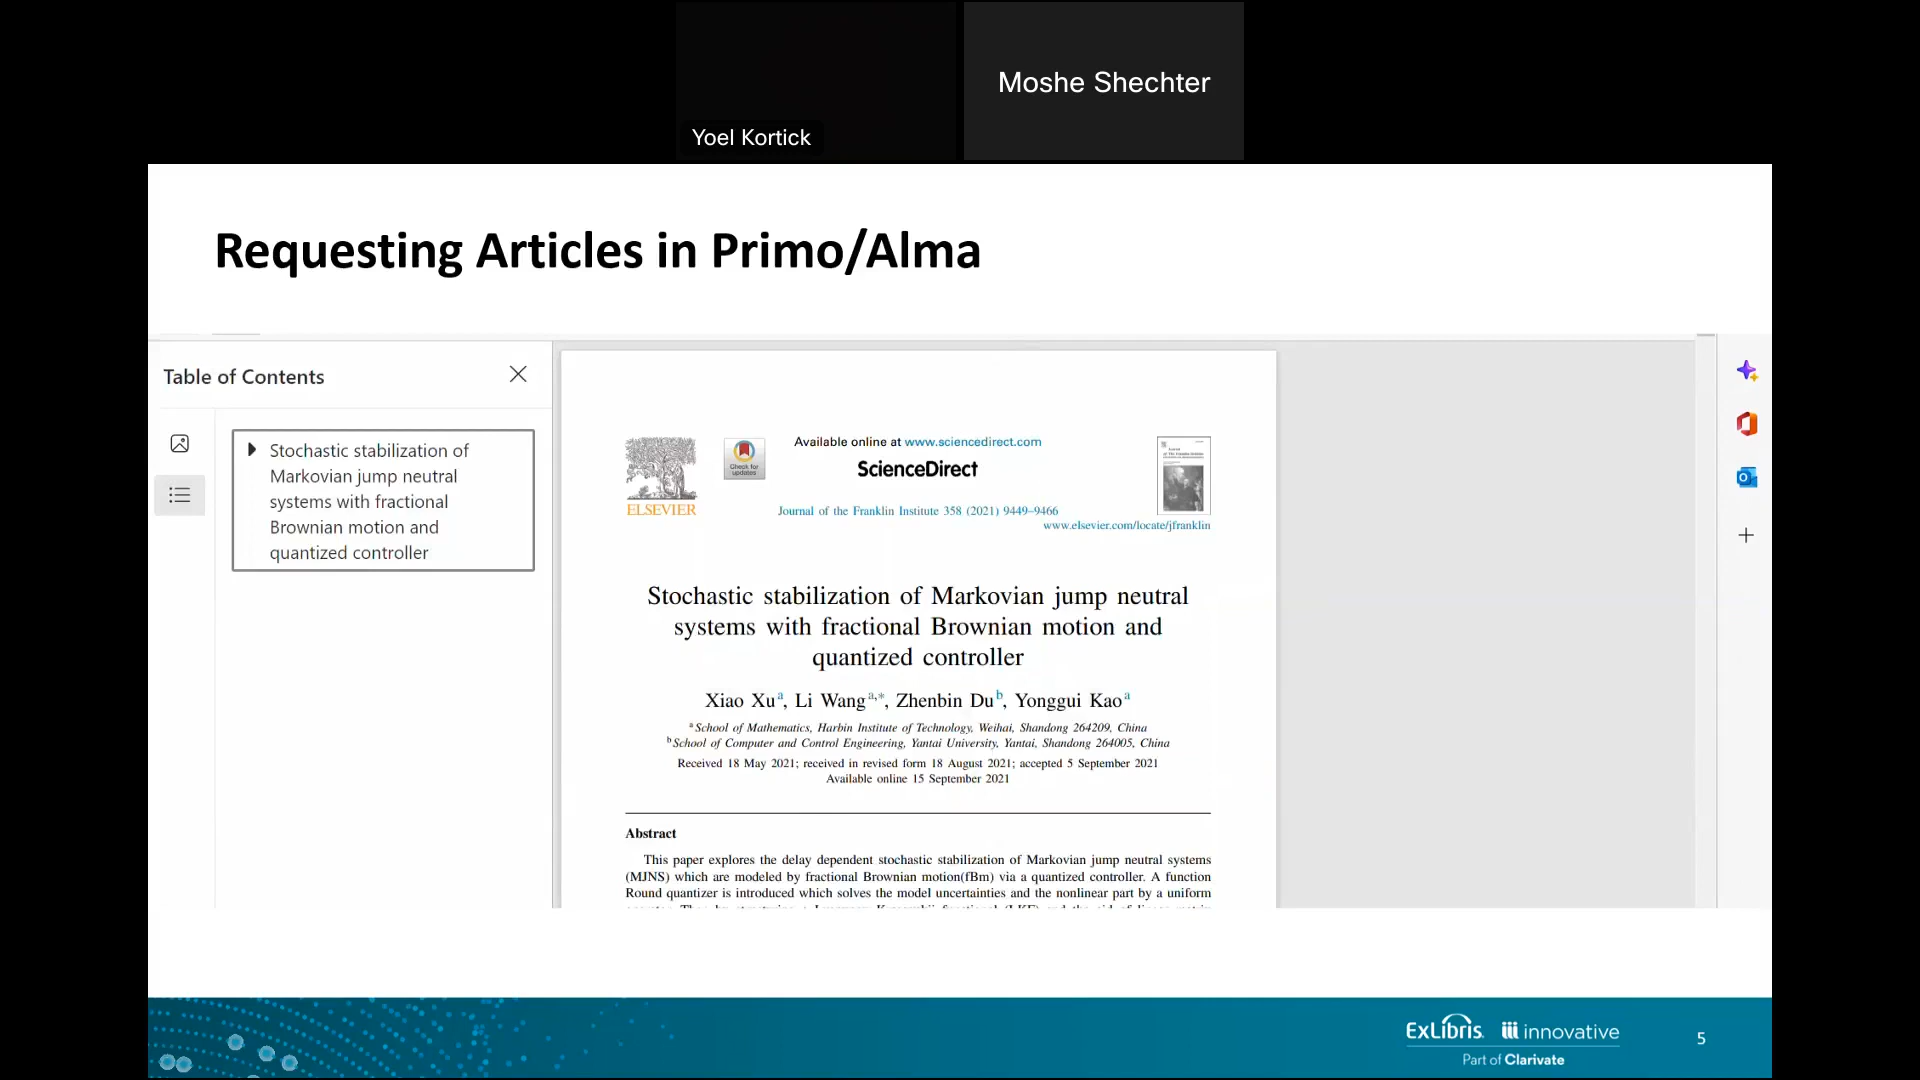 Moshe Shechter
Yoel Kortick
Requesting Articles in Primo/Alma
Table of Contents
Stochastic stabilization of
Markovian jump neutral
systems with fractional
Brownian motion and
quantized controller
ELSEVIER
Check for
updates
Available online at www.sciencedirect.com
ScienceDirect
Journal of the Franklin Institute 358 (2021) 9449–9466
www.elsevier.com/locate/jfranklin
Stochastic stabilization of Markovian jump neutral
systems with fractional Brownian motion and
quantized controller
Xiao Xu a, Li Wang a,*, Zhenbin Du b, Yonggui Kao a
a School of Mathematics, Harbin Institute of Technology, Weihai, Shandong 264209, China
b School of Computer and Control Engineering, Yantai University, Yantai, Shandong 264005, China
Received 18 May 2021; received in revised form 18 August 2021; accepted 5 September 2021
Available online 15 September 2021
Abstract
This paper explores the delay dependent stochastic stabilization of Markovian jump neutral systems
(MJNS) which are modeled by fractional Brownian motion(fBm) via a quantized controller. A function
Round quantizer is introduced which solves the model uncertainties and the nonlinear part by a uniform
ExLibris iii innovative
Part of Clarivate
5